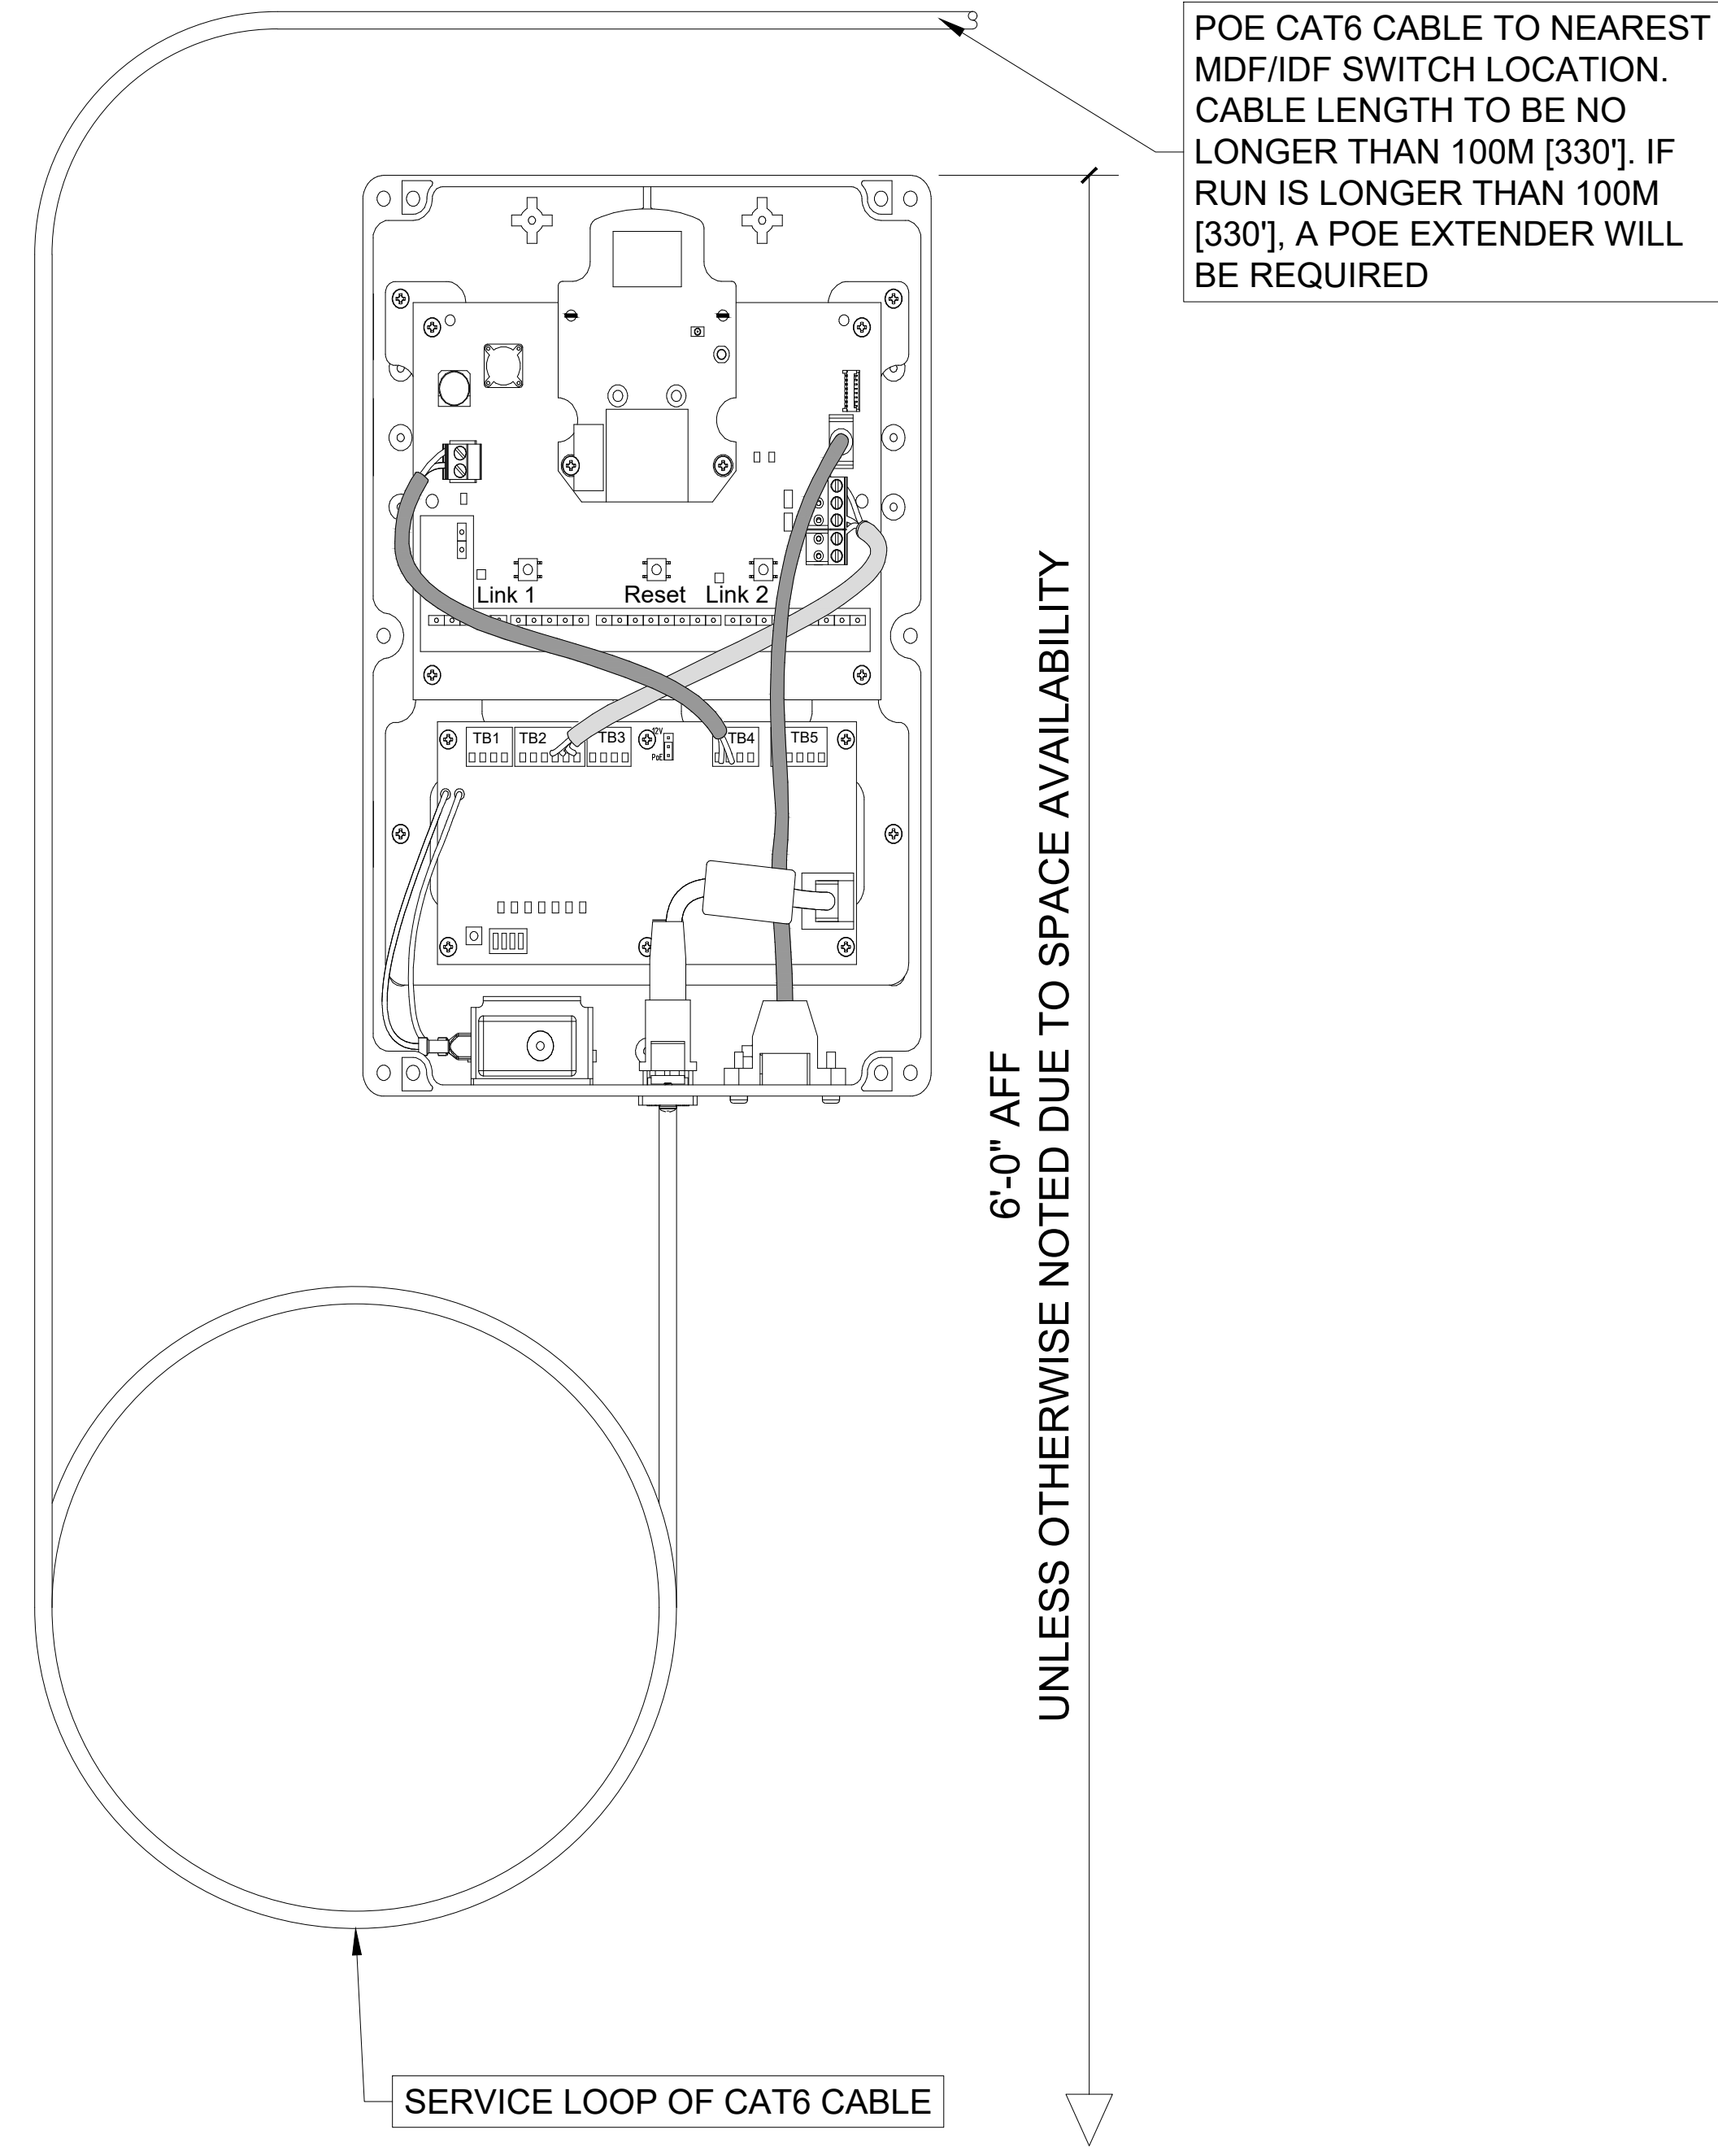 POE CAT6 CABLE TO NEAREST
MDF/IDF SWITCH LOCATION.
CABLE LENGTH TO BE NO
LONGER THAN 100M [330']. IF
RUN IS LONGER THAN 100M
[330'], A POE EXTENDER WILL
BE REQUIRED
Link 1
Reset
Link 2
TB1
TB2
TB3
12V
PoE
TB4
TB5
6'-0" AFF
UNLESS OTHERWISE NOTED DUE TO SPACE AVAILABILITY
SERVICE LOOP OF CAT6 CABLE